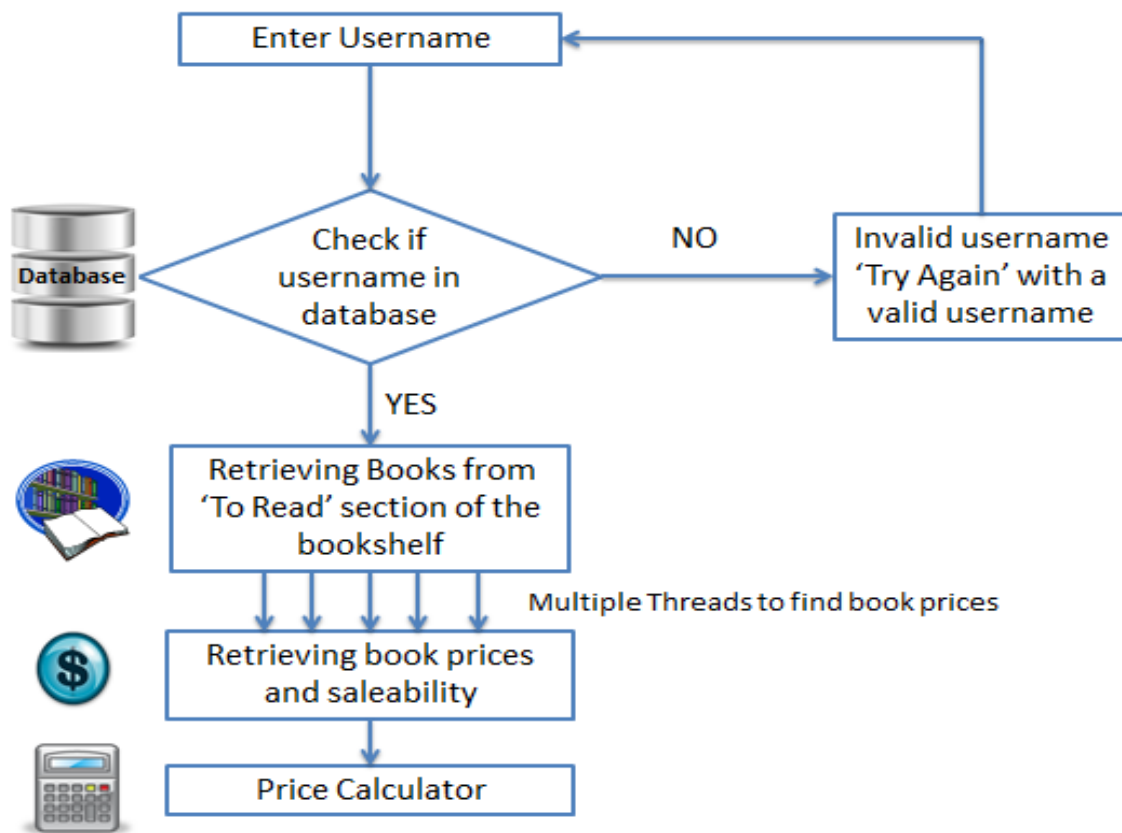 Enter Username
Database
Check if
username in
database
NO
Invalid username
‘Try Again’ with a
valid username
YES
Retrieving Books from
‘To Read’ section of the
bookshelf
Multiple Threads to find book prices
$
Retrieving book prices
and saleability
Price Calculator